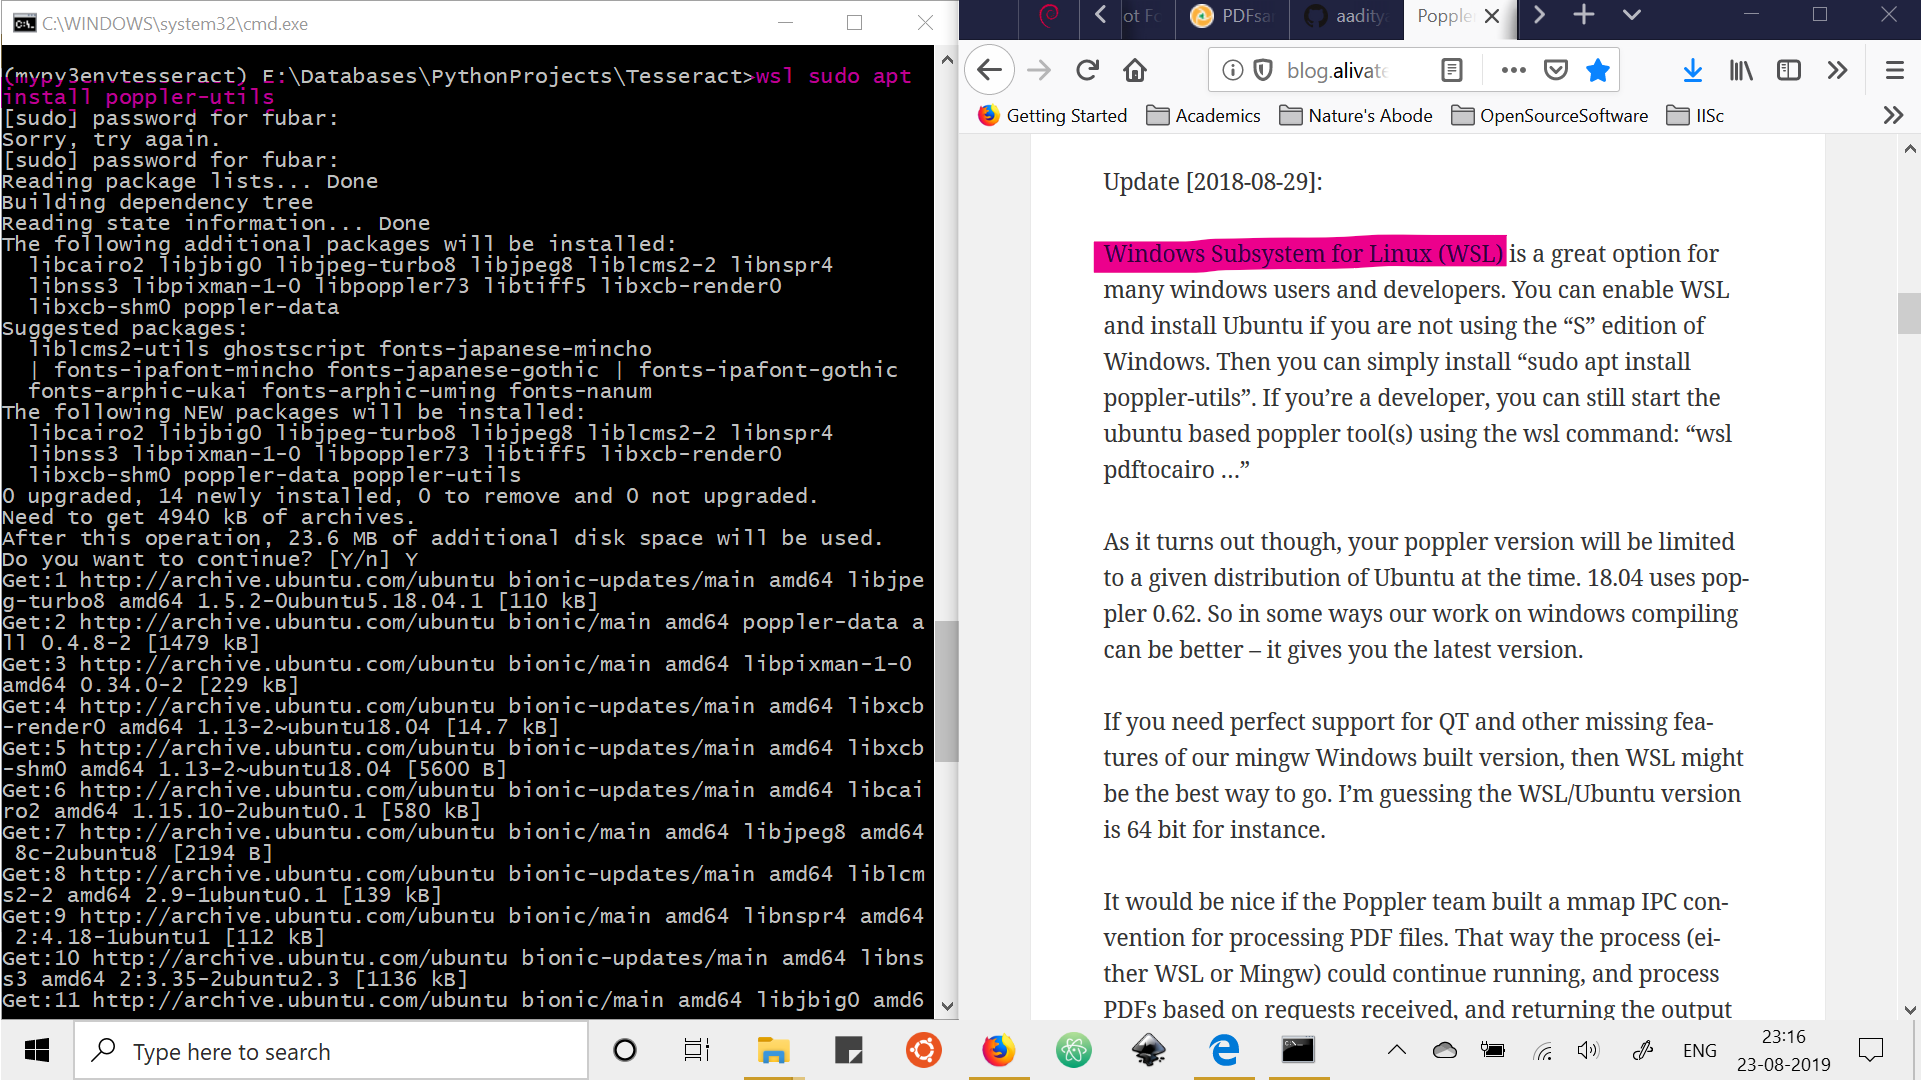 C:\WINDOWS\system32\cmd.exe
(mypy3envtesseract) E:\Databases\PythonProjects\Tesseract>wsl sudo apt
install poppler-utils
[sudo] password for fubar:
Sorry, try again.
[sudo] password for fubar:
Reading package lists... Done
Building dependency tree
Reading state information... Done
The following additional packages will be installed:
libcairo2 libjbig0 libjpeg-turbo8 libjpeg8 liblcms2-2 libnspr4
libnss3 libpixman-1-0 libpoppler73 libtiff5 libxcb-render0
libxcb-shm0 poppler-data
Suggested packages:
liblcms2-utils ghostscript fonts-japanese-mincho
| fonts-ipafont-mincho fonts-japanese-gothic | fonts-ipafont-gothic
fonts-arphic-ukai fonts-arphic-uming fonts-nanum
The following NEW packages will be installed:
libcairo2 libjbig0 libjpeg-turbo8 libjpeg8 liblcms2-2 libnspr4
libnss3 libpixman-1-0 libpoppler73 libtiff5 libxcb-render0
libxcb-shm0 poppler-data poppler-utils
0 upgraded, 14 newly installed, 0 to remove and 0 not upgraded.
Need to get 4940 kB of archives.
After this operation, 23.6 MB of additional disk space will be used.
Do you want to continue? [Y/n] Y
Get:1 http://archive.ubuntu.com/ubuntu bionic-updates/main amd64 libjpe
g-turbo8 amd64 1.5.2-0ubuntu5.18.04.1 [110 kB]
Get:2 http://archive.ubuntu.com/ubuntu bionic/main amd64 poppler-data a
ll 0.4.8-2 [1479 kB]
Get:3 http://archive.ubuntu.com/ubuntu bionic/main amd64 libpixman-1-0
amd64 0.34.0-2 [229 kB]
Get:4 http://archive.ubuntu.com/ubuntu bionic-updates/main amd64 libxcb
-render0 amd64 1.13-2~ubuntu18.04 [14.7 kB]
Get:5 http://archive.ubuntu.com/ubuntu bionic-updates/main amd64 libxcb
-shm0 amd64 1.13-2~ubuntu18.04 [5600 B]
Get:6 http://archive.ubuntu.com/ubuntu bionic-updates/main amd64 libcai
ro2 amd64 1.15.10-2ubuntu0.1 [580 kB]
Get:7 http://archive.ubuntu.com/ubuntu bionic/main amd64 libjpeg8 amd64
8c-2ubuntu8 [2194 B]
Get:8 http://archive.ubuntu.com/ubuntu bionic-updates/main amd64 liblcm
s2-2 amd64 2.9-1ubuntu0.1 [139 kB]
Get:9 http://archive.ubuntu.com/ubuntu bionic/main amd64 libnspr4 amd64
2:4.18-1ubuntu1 [112 kB]
Get:10 http://archive.ubuntu.com/ubuntu bionic-updates/main amd64 libns
s3 amd64 2:3.35-2ubuntu2.3 [1136 kB]
Get:11 http://archive.ubuntu.com/ubuntu bionic/main amd64 libjbig0 amd6
ot Fo PDFsa aadity Popple
blog.alivate
Getting Started Academics Nature's Abode OpenSourceSoftware IISc
Update [2018-08-29]:
Windows Subsystem for Linux (WSL) is a great option for
many windows users and developers. You can enable WSL
and install Ubuntu if you are not using the “S” edition of
Windows. Then you can simply install “sudo apt install
poppler-utils”. If you’re a developer, you can still start the
ubuntu based poppler tool(s) using the wsl command: “wsl
pdftocairo …”
As it turns out though, your poppler version will be limited
to a given distribution of Ubuntu at the time. 18.04 uses pop-
pler 0.62. So in some ways our work on windows compiling
can be better – it gives you the latest version.
If you need perfect support for QT and other missing fea-
tures of our mingw Windows built version, then WSL might
be the best way to go. I’m guessing the WSL/Ubuntu version
is 64 bit for instance.
It would be nice if the Poppler team built a mmap IPC con-
vention for processing PDF files. That way the process (ei-
ther WSL or Mingw) could continue running, and process
PDFs based on requests received, and returning the output
Type here to search
ENG
23:16
23-08-2019